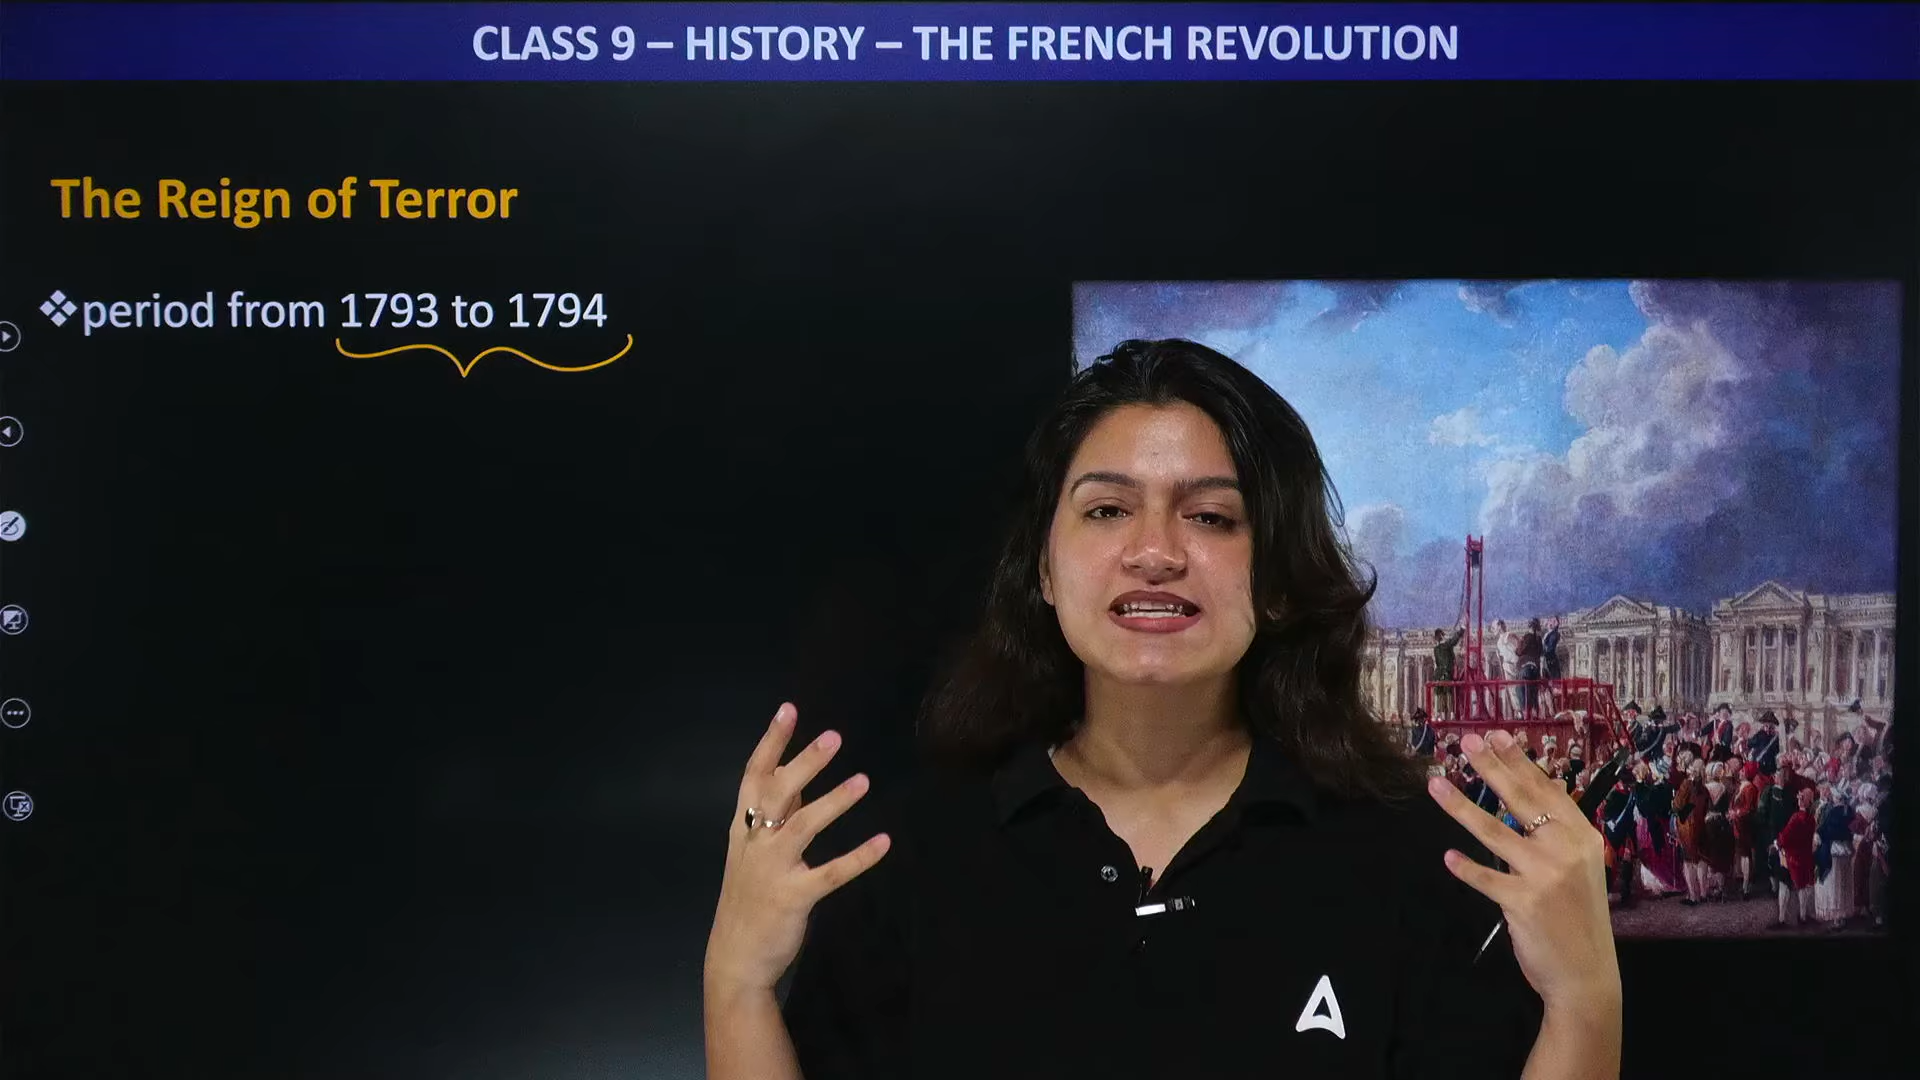 CLASS 9 – HISTORY – THE FRENCH REVOLUTION
The Reign of Terror
❖period from 1793 to 1794